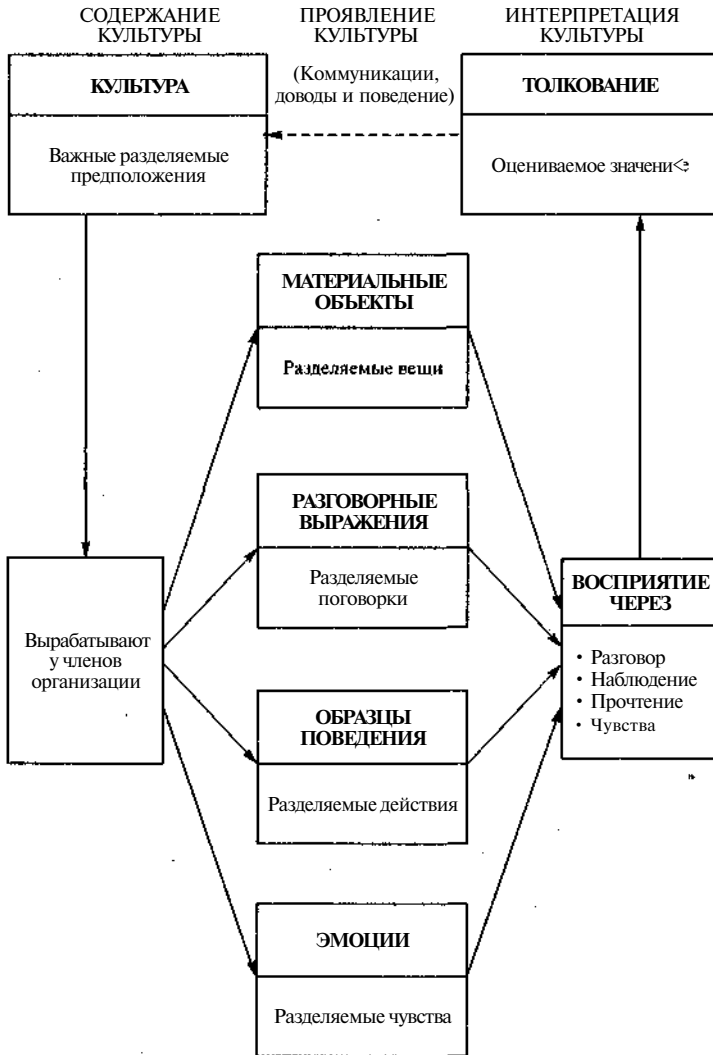 СОДЕРЖАНИЕ
КУЛЬТУРЫ
ПРОЯВЛЕНИЕ
КУЛЬТУРЫ
ИНТЕРПРЕТАЦИЯ
КУЛЬТУРЫ
(Коммуникации,
доводы и поведение)
КУЛЬТУРА
Важные разделяемые
предположения
ТОЛКОВАНИЕ
Оцениваемое значение
МАТЕРИАЛЬНЫЕ
ОБЪЕКТЫ
Разделяемые вещи
РАЗГОВОРНЫЕ
ВЫРАЖЕНИЯ
Разделяемые
поговорки
Вырабатывают
у членов
организации
ОБРАЗЦЫ
ПОВЕДЕНИЯ
Разделяемые действия
ЭМОЦИИ
Разделяемые чувства
ВОСПРИЯТИЕ
ЧЕРЕЗ
• Разговор
• Наблюдение
• Прочтение
• Чувства